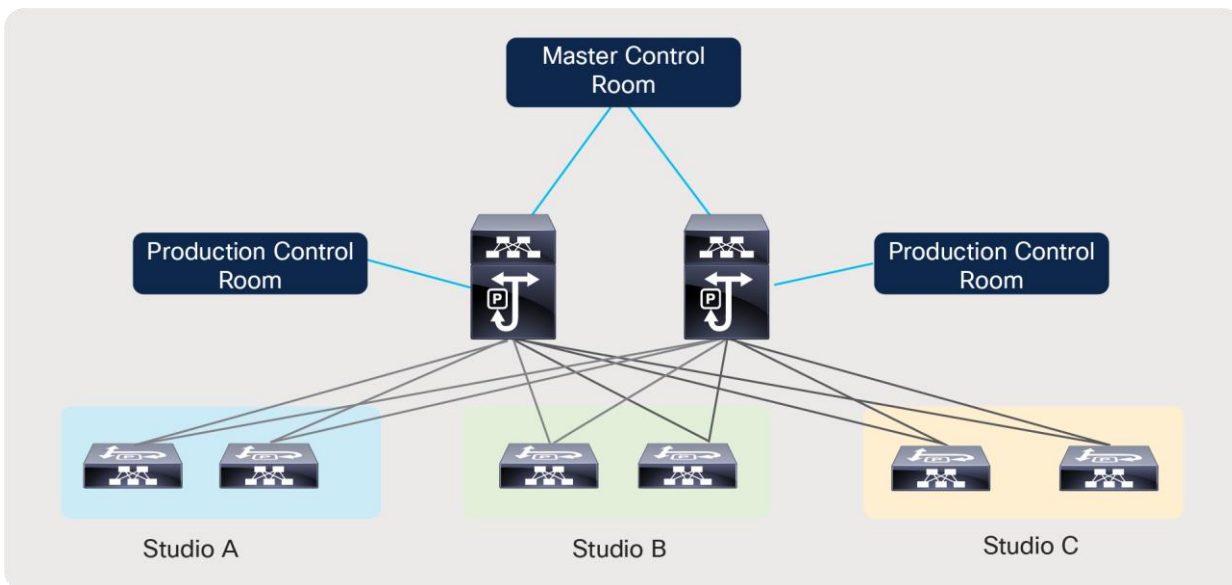 Master Control
Room
Production Control
Room
Production Control
Room
P
P
P
P
P
P
P
P
Studio A
Studio B
Studio C